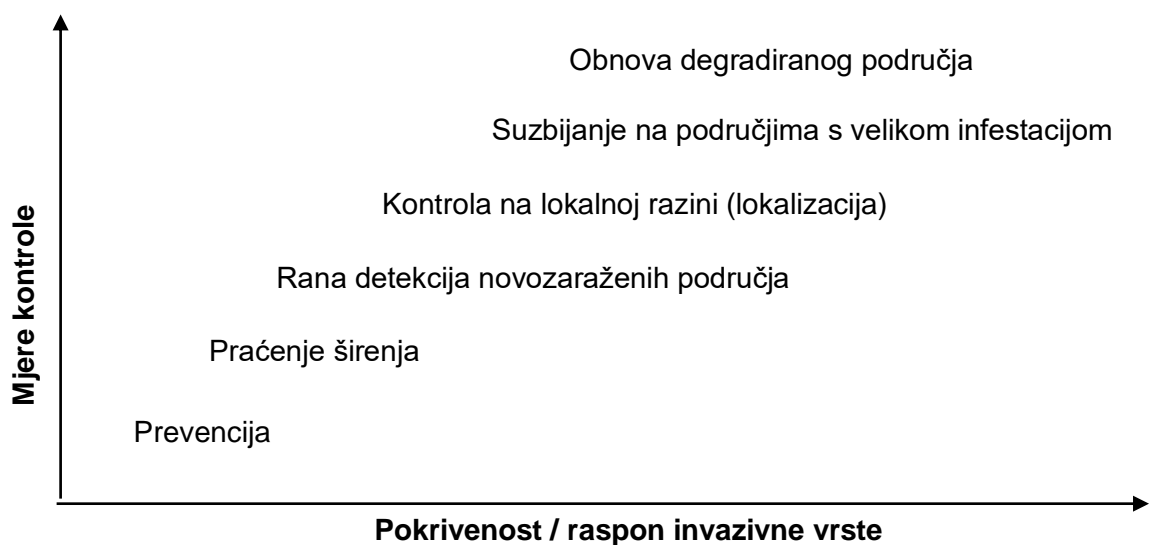 Obnova degradiranog područja
Suzbijanje na područjima s velikom infestacijom
Kontrola na lokalnoj razini (lokalizacija)
Rana detekcija novozaraženih područja
Praćenje širenja
Prevencija
Mjere kontrole
Pokrivenost / raspon invazivne vrste